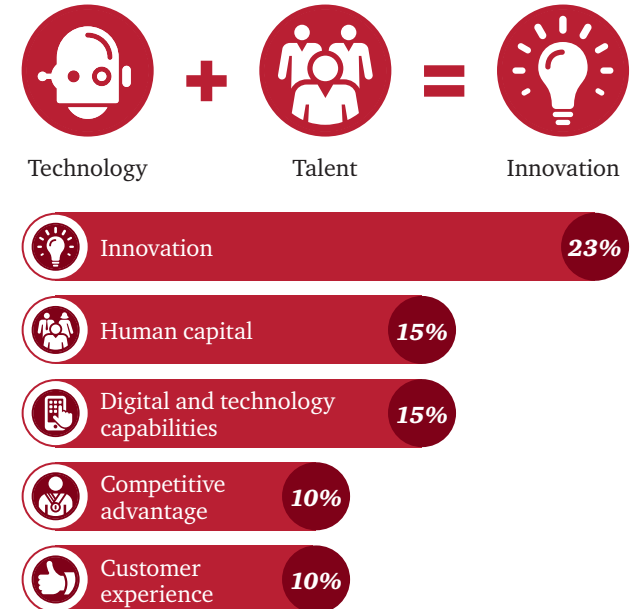 Technology
Talent
Innovation
Innovation
23%
Human capital
15%
Digital and technology
capabilities
15%
Competitive
advantage
10%
Customer
experience
10%